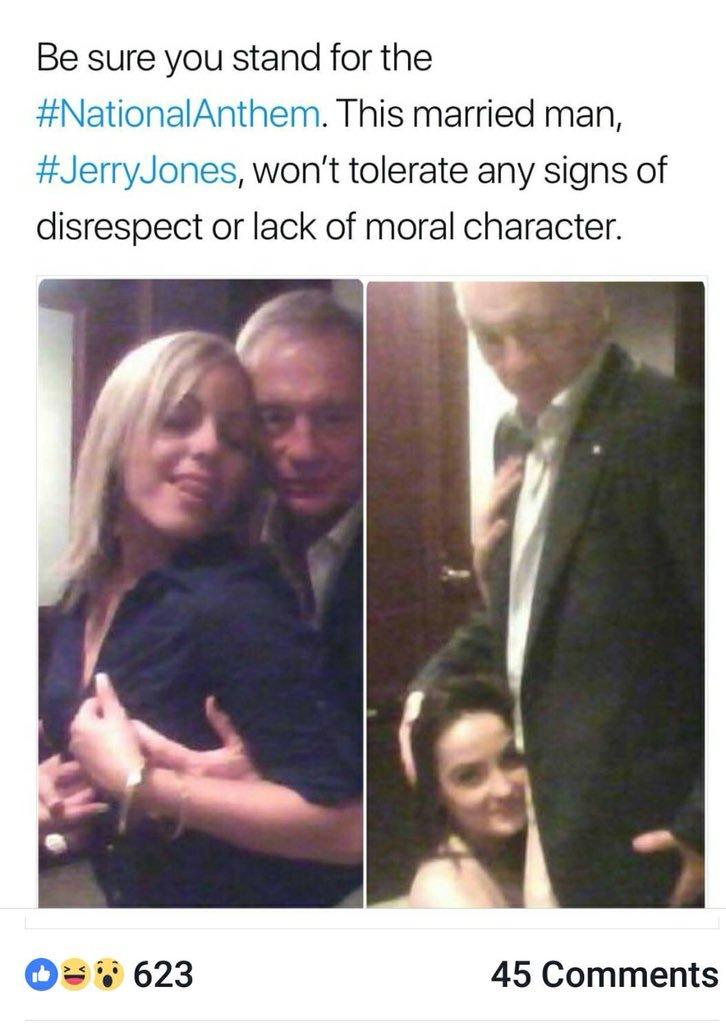 Be sure you stand for the
#NationalAnthem. This married man,
#JerryJones, won’t tolerate any signs of
disrespect or lack of moral character.
623
45 Comments